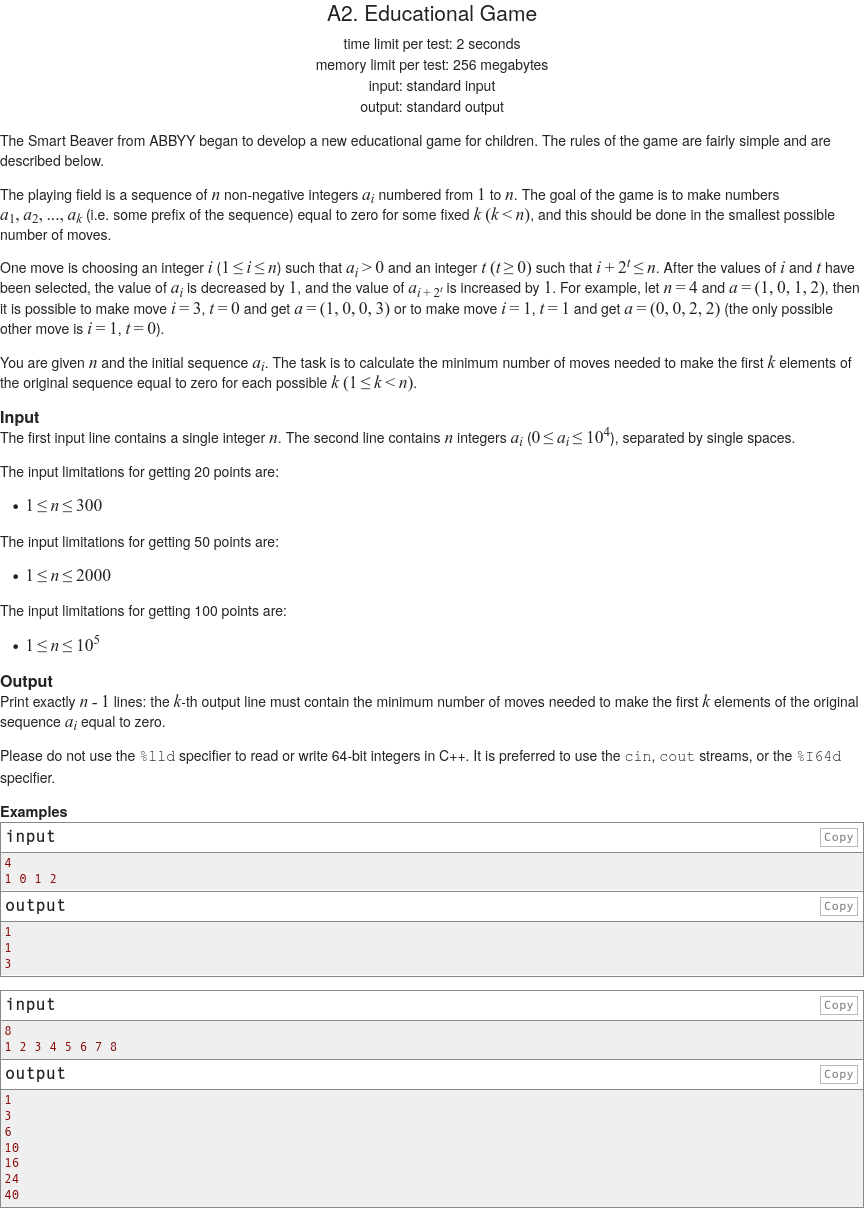 A2. Educational Game
time limit per test: 2 seconds
memory limit per test: 256 megabytes
input: standard input
output: standard output
The Smart Beaver from ABBYY began to develop a new educational game for children. The rules of the game are fairly simple and are
described below.
The playing field is a sequence of n non-negative integers a_i numbered from 1 to n. The goal of the game is to make numbers
a_1, a_2, ..., a_k (i.e. some prefix of the sequence) equal to zero for some fixed k (k < n), and this should be done in the smallest possible
number of moves.
One move is choosing an integer i (1 ≤ i ≤ n) such that a_i > 0 and an integer t (t ≥ 0) such that i + 2^t ≤ n. After the values of i and t have
been selected, the value of a_i is decreased by 1, and the value of a_{i + 2^t} is increased by 1. For example, let n = 4 and a = (1, 0, 1, 2), then
it is possible to make move i = 3, t = 0 and get a = (1, 0, 0, 3) or to make move i = 1, t = 1 and get a = (0, 0, 2, 2) (the only possible
other move is i = 1, t = 0).
You are given n and the initial sequence a_i. The task is to calculate the minimum number of moves needed to make the first k elements of
the original sequence equal to zero for each possible k (1 ≤ k < n).
Input
The first input line contains a single integer n. The second line contains n integers a_i (0 ≤ a_i ≤ 10^4), separated by single spaces.
The input limitations for getting 20 points are:
• 1 ≤ n ≤ 300
The input limitations for getting 50 points are:
• 1 ≤ n ≤ 2000
The input limitations for getting 100 points are:
• 1 ≤ n ≤ 10^5
Output
Print exactly n - 1 lines: the k-th output line must contain the minimum number of moves needed to make the first k elements of the original
sequence a_i equal to zero.
Please do not use the %lld specifier to read or write 64-bit integers in C++. It is preferred to use the cin, cout streams, or the %I64d
specifier.
Examples
input Copy
4
1 0 1 2
output Copy
1
1
3
input Copy
8
1 2 3 4 5 6 7 8
output Copy
1
3
6
10
16
24
40